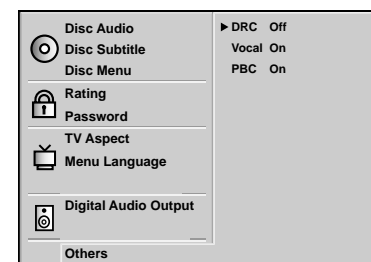 Disc Audio
Disc Subtitle
Disc Menu
Rating
Password
TV Aspect
Menu Language
Digital Audio Output
Others
DRC Off
Vocal On
PBC On